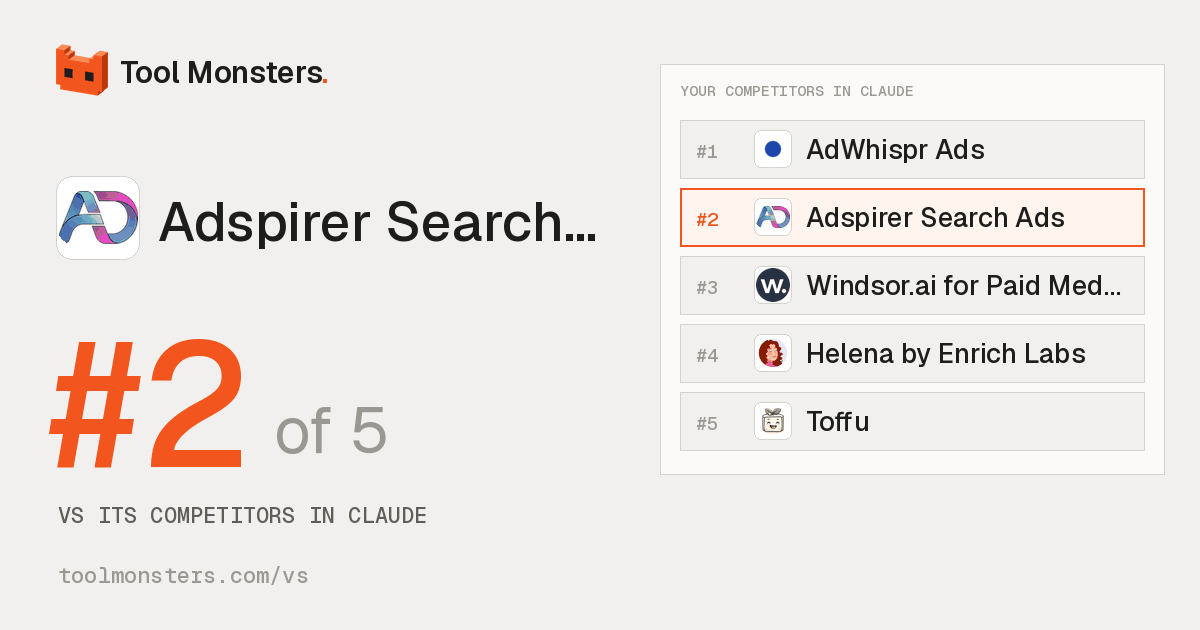 Tool Monsters.
Adspirer Search...
#2 of 5
VS ITS COMPETITORS IN CLAUDE
toolmonsters.com/vs
YOUR COMPETITORS IN CLAUDE
#1 AdWhispr Ads
#2 AD Adspirer Search Ads
#3 W. Windsor.ai for Paid Med...
#4 Helena by Enrich Labs
#5 Toffu